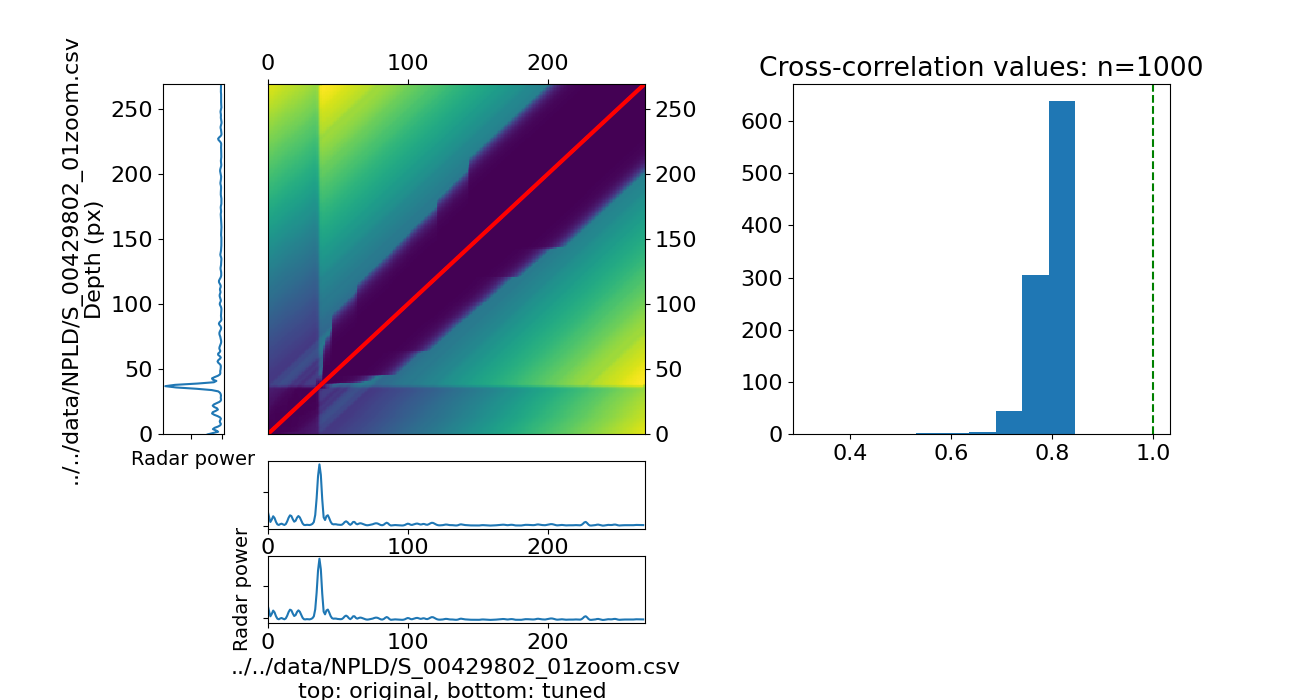 Cross-correlation values: n=1000
0 100 200
../../data/NPLD/S_00429802_01zoom.csv
Depth (px)
250
200
150
100
50
0
250
200
150
100
50
0
600
500
400
300
200
100
0
0.4 0.6 0.8 1.0
Radar power
0 100 200
Radar power
0 100 200
../../data/NPLD/S_00429802_01zoom.csv
top: original, bottom: tuned